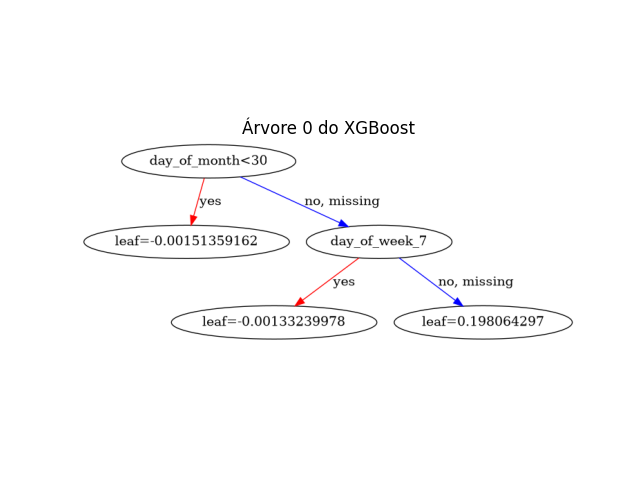 Árvore 0 do XGBoost
day_of_month<30
yes
no, missing
leaf=-0.00151359162
day_of_week_7
yes
no, missing
leaf=-0.00133239978
leaf=0.198064297